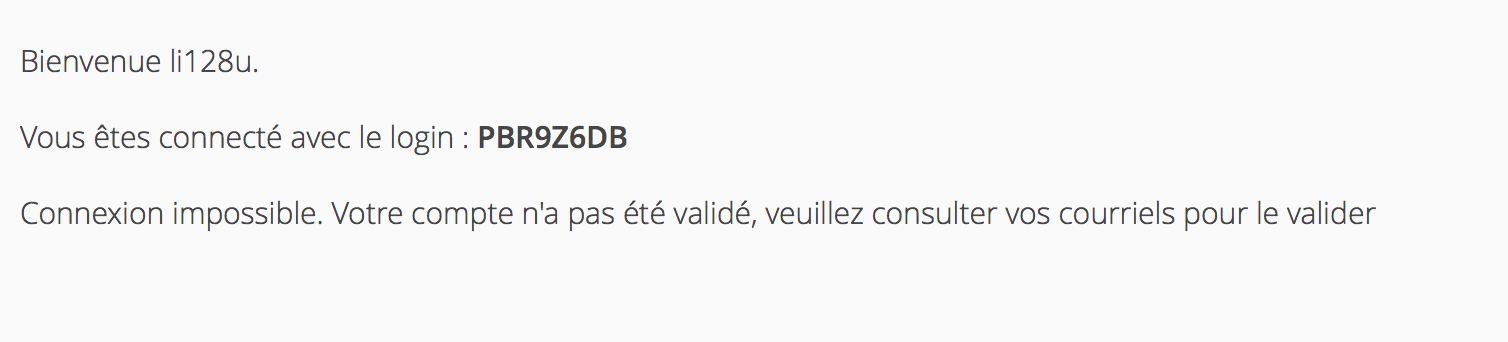 Bienvenue li128u.
Vous êtes connecté avec le login : PBR9Z6DB
Connexion impossible. Votre compte n'a pas été validé, veuillez consulter vos courriels pour le valider